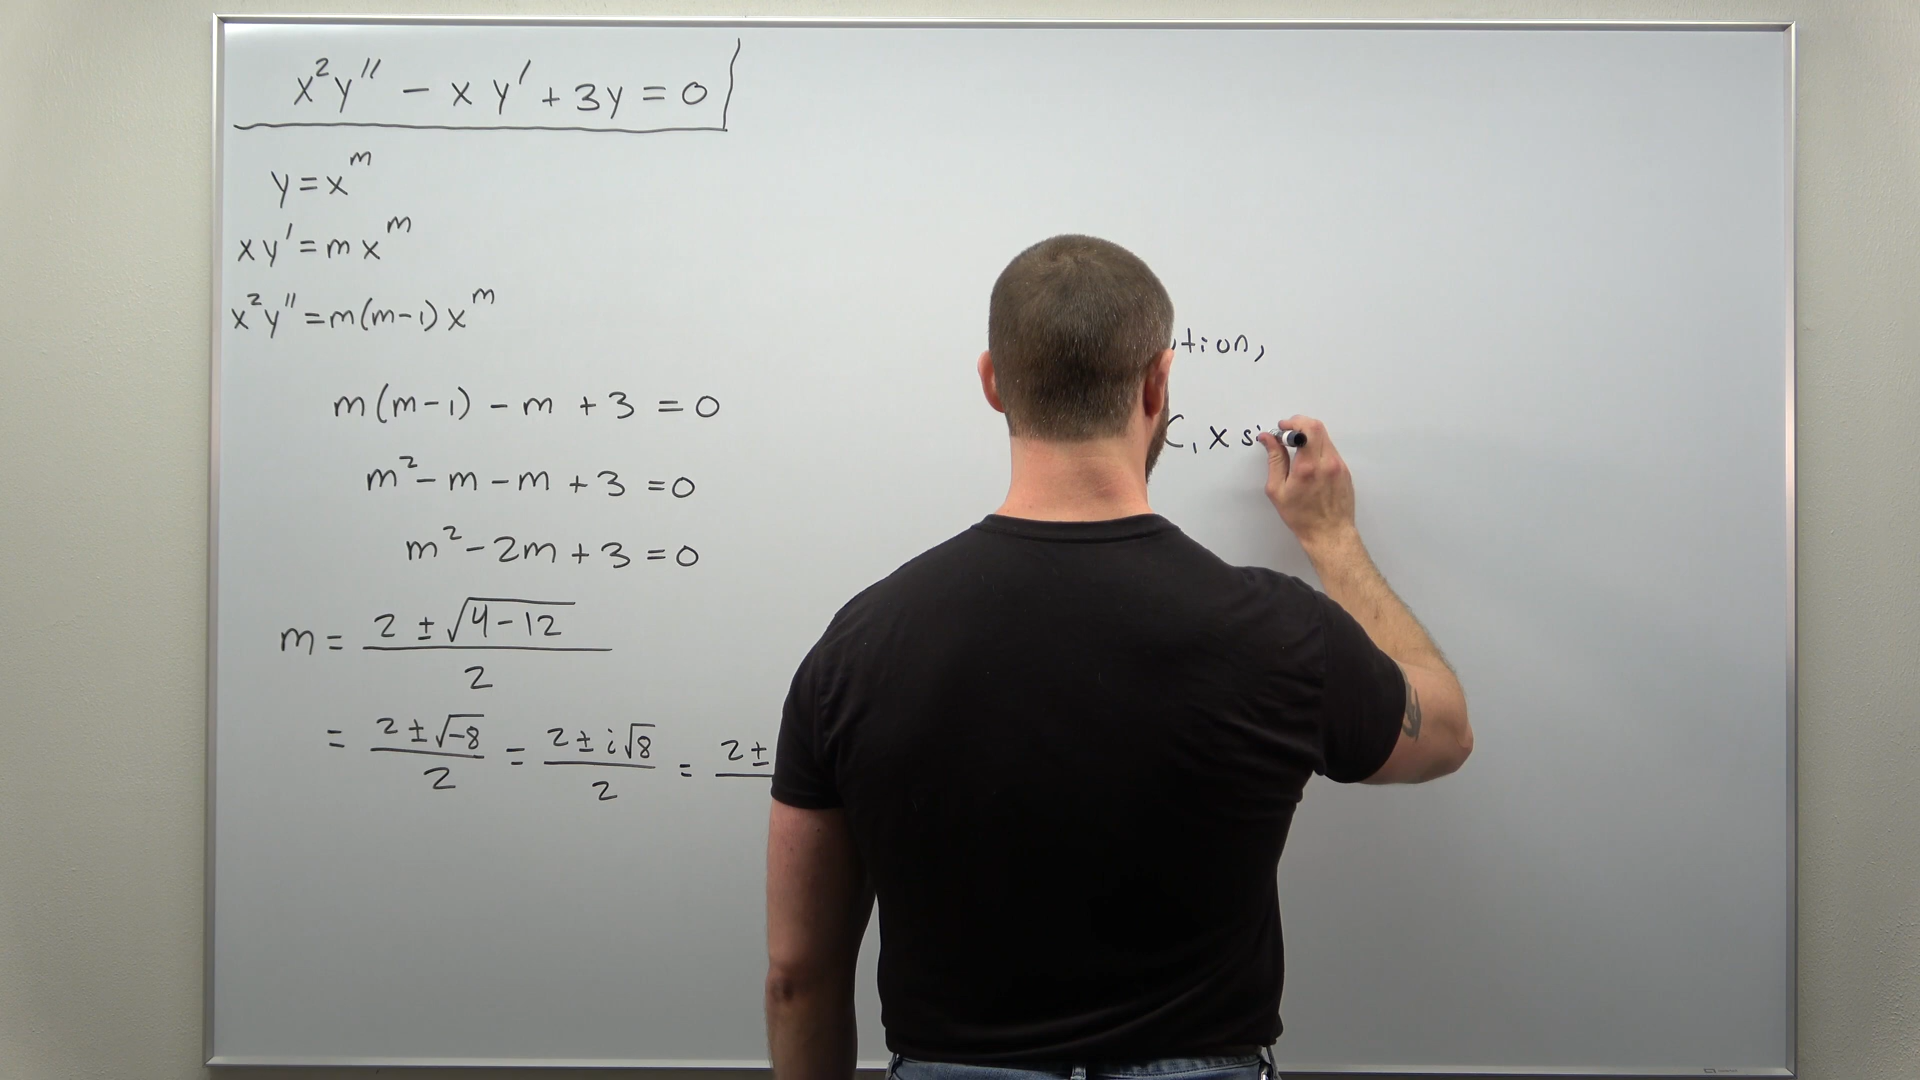 x²y″ − x y′ + 3y = 0
y = x^m
xy′ = m x^m
x²y″ = m(m−1) x^m
m(m−1) − m + 3 = 0
m² − m − m + 3 = 0
m² − 2m + 3 = 0
m = (2 ± √(4−12)) / 2
= (2 ± √−8) / 2 = (2 ± i√8) / 2 = 2 ±
tion,
C₁ x si